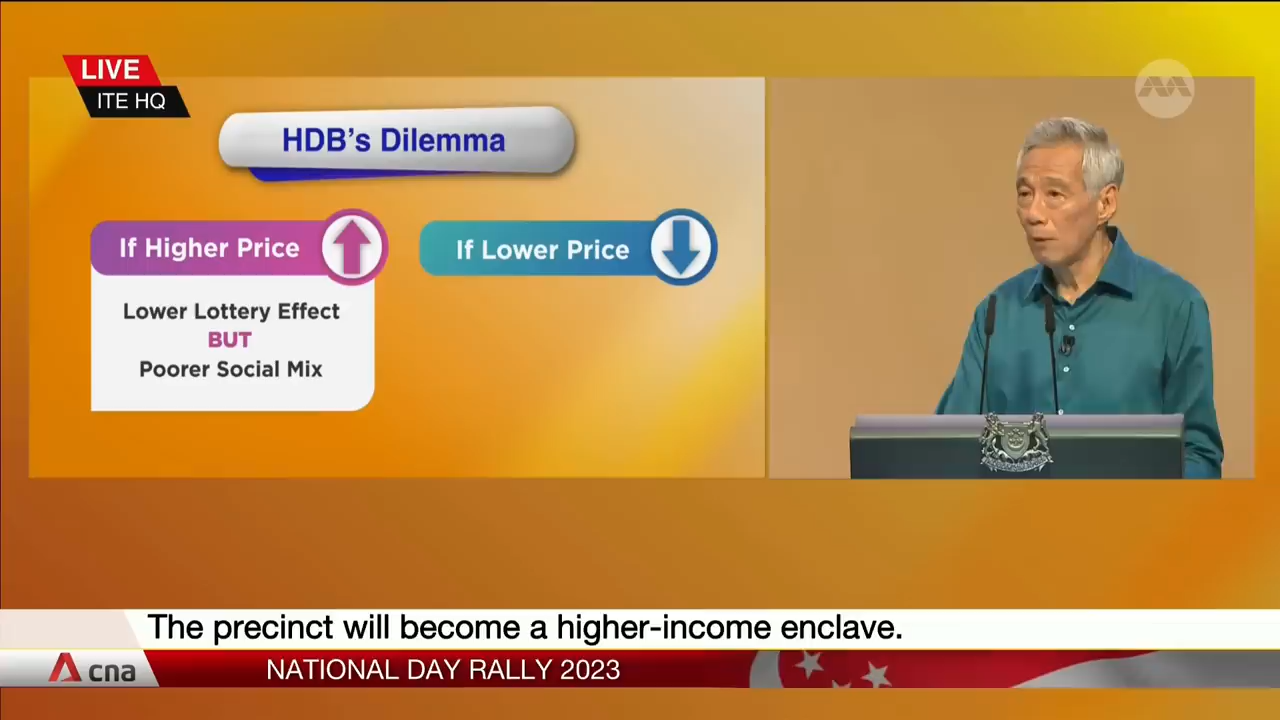 LIVE
ITE HQ
HDB's Dilemma
If Higher Price
If Lower Price
Lower Lottery Effect
BUT
Poorer Social Mix
The precinct will become a higher-income enclave.
cna
NATIONAL DAY RALLY 2023